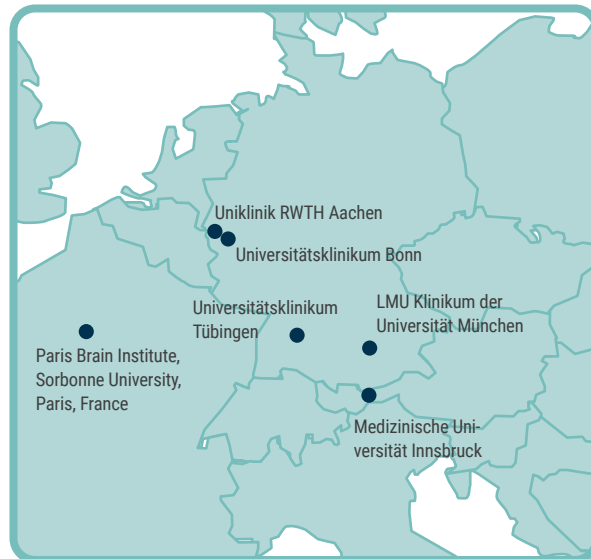 Uniklinik RWTH Aachen
Universitätsklinikum Bonn
Universitätsklinikum
Tübingen
LMU Klinikum der
Universität München
Paris Brain Institute,
Sorbonne University,
Paris, France
Medizinische Uni-
versität Innsbruck